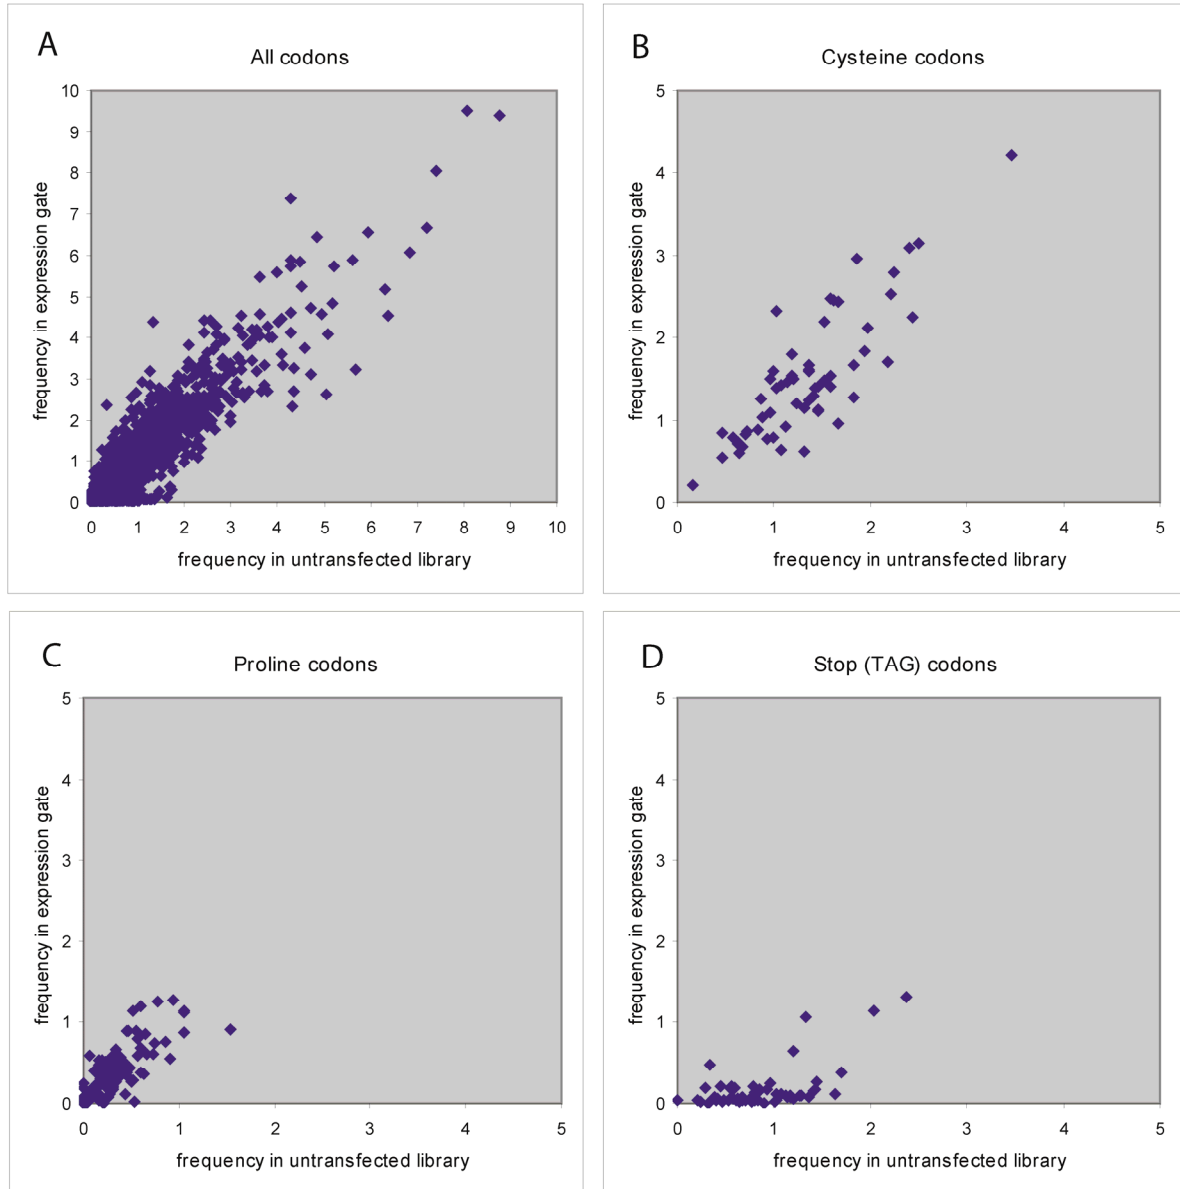 A
All codons
frequency in expression gate
10
9
8
7
6
5
4
3
2
1
0
0 1 2 3 4 5 6 7 8 9 10
frequency in untransfected library
B
Cysteine codons
frequency in expression gate
5
4
3
2
1
0
0 1 2 3 4 5
frequency in untransfected library
C
Proline codons
frequency in expression gate
5
4
3
2
1
0
0 1 2 3 4 5
frequency in untransfected library
D
Stop (TAG) codons
frequency in expression gate
5
4
3
2
1
0
0 1 2 3 4 5
frequency in untransfected library